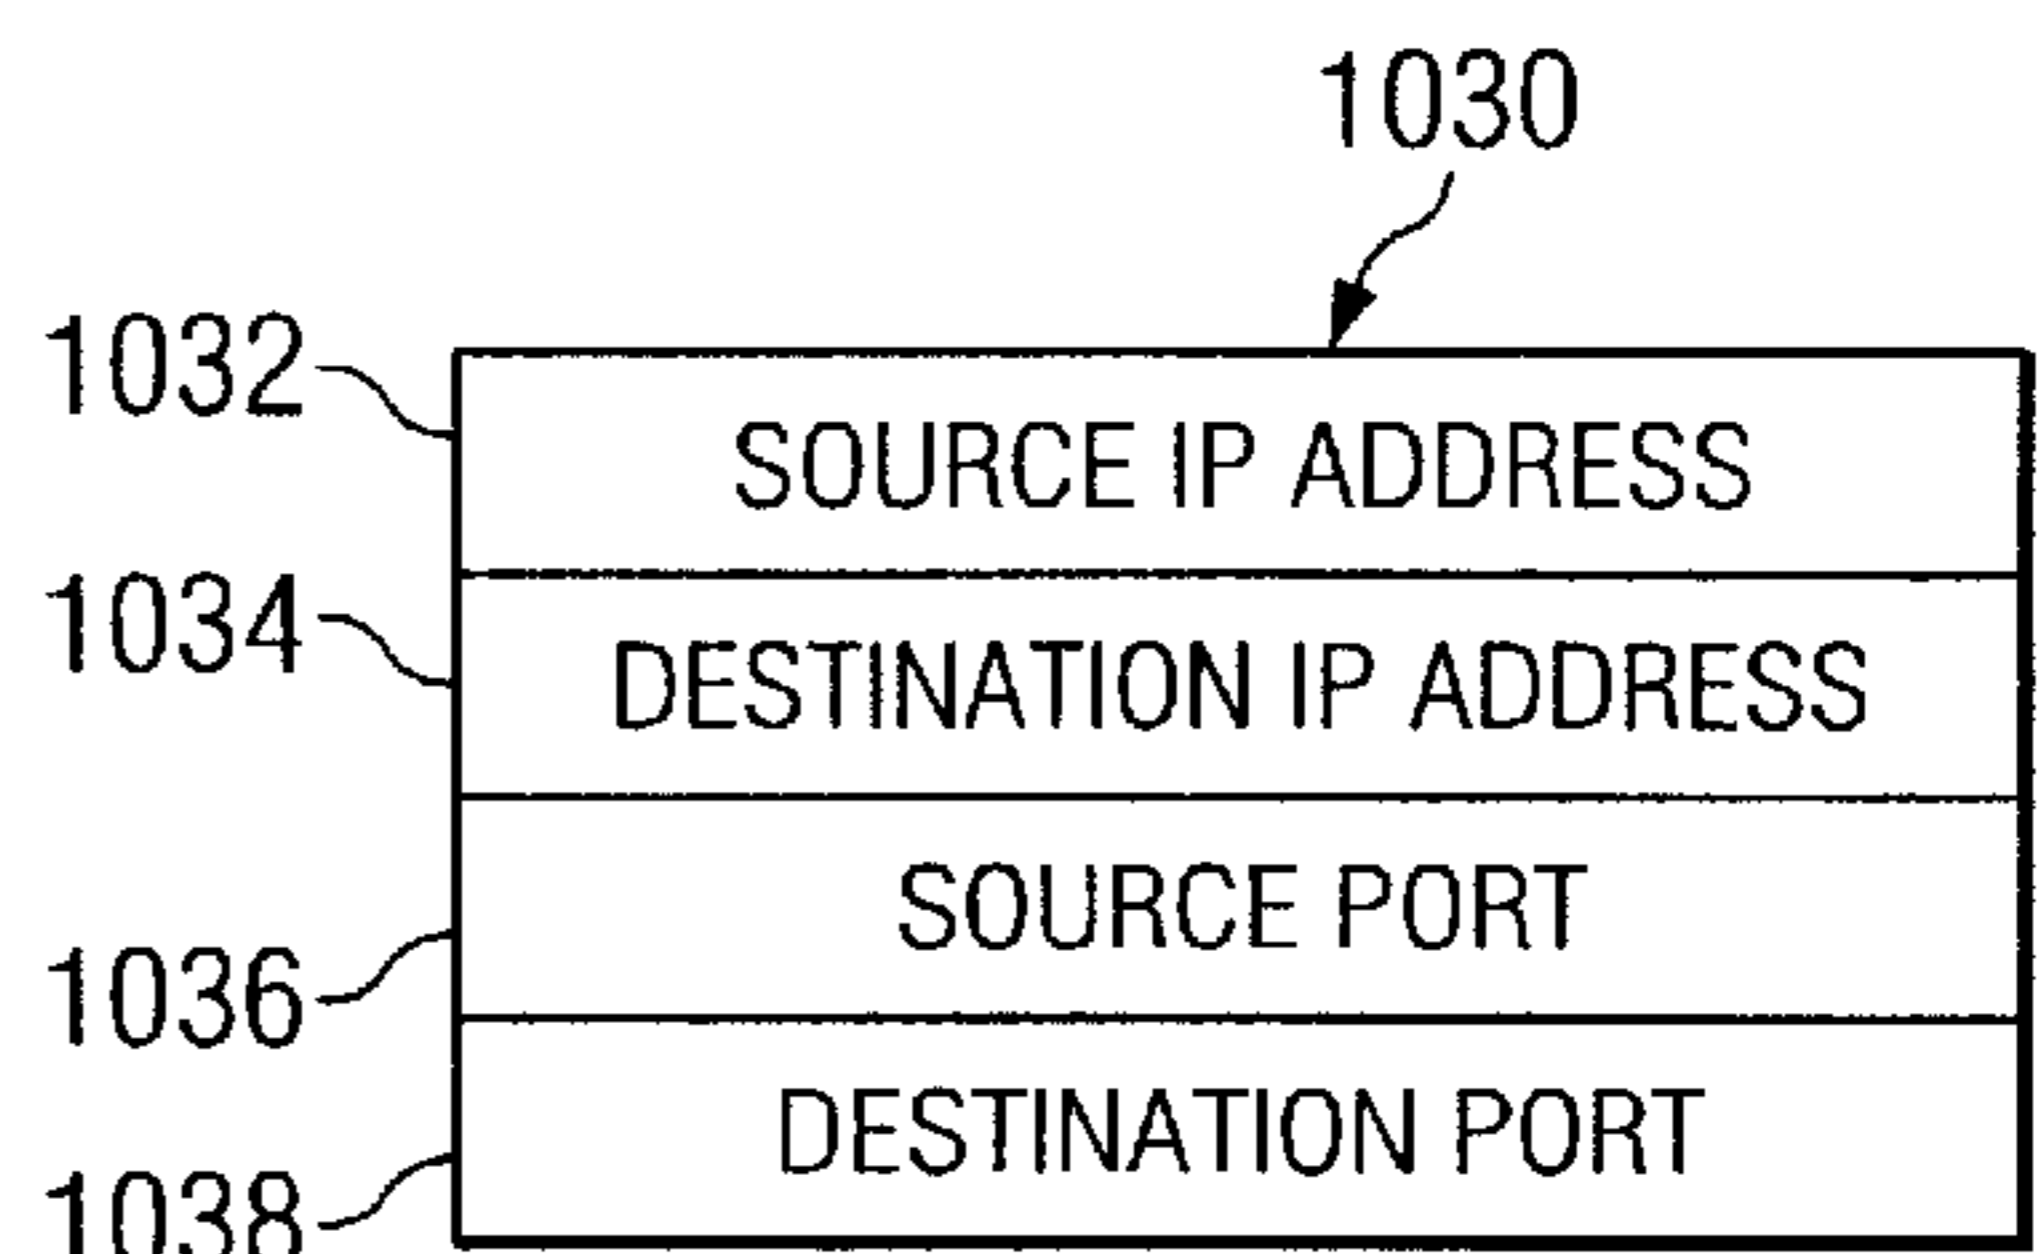 1030
1032
SOURCE IP ADDRESS
1034
DESTINATION IP ADDRESS
SOURCE PORT
1036
DESTINATION PORT
1038